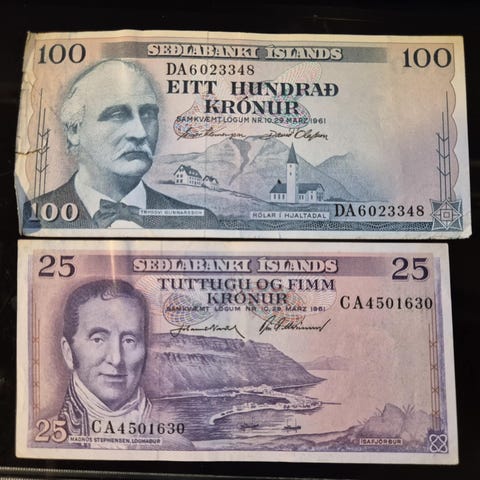 100 SEÐLABANKI ÍSLANDS 100
DA6023348
EITT HUNDRAÐ
KRÓNUR
SAMKVÆMT LÖGUM NR. 10, 29. MARZ 1961
TRYGGVI GUNNARSSON
HÓLAR Í HJALTADAL
100
DA6023348
25 SEÐLABANKI ÍSLANDS 25
TUTTUGU OG FIMM
KRÓNUR
CA4501630
SAMKVÆMT LÖGUM NR. 10, 29. MARZ 1961
CA4501630
25
MAGNÚS STEPHENSEN, LÖGMAÐUR
ÍSAFJÖRÐUR